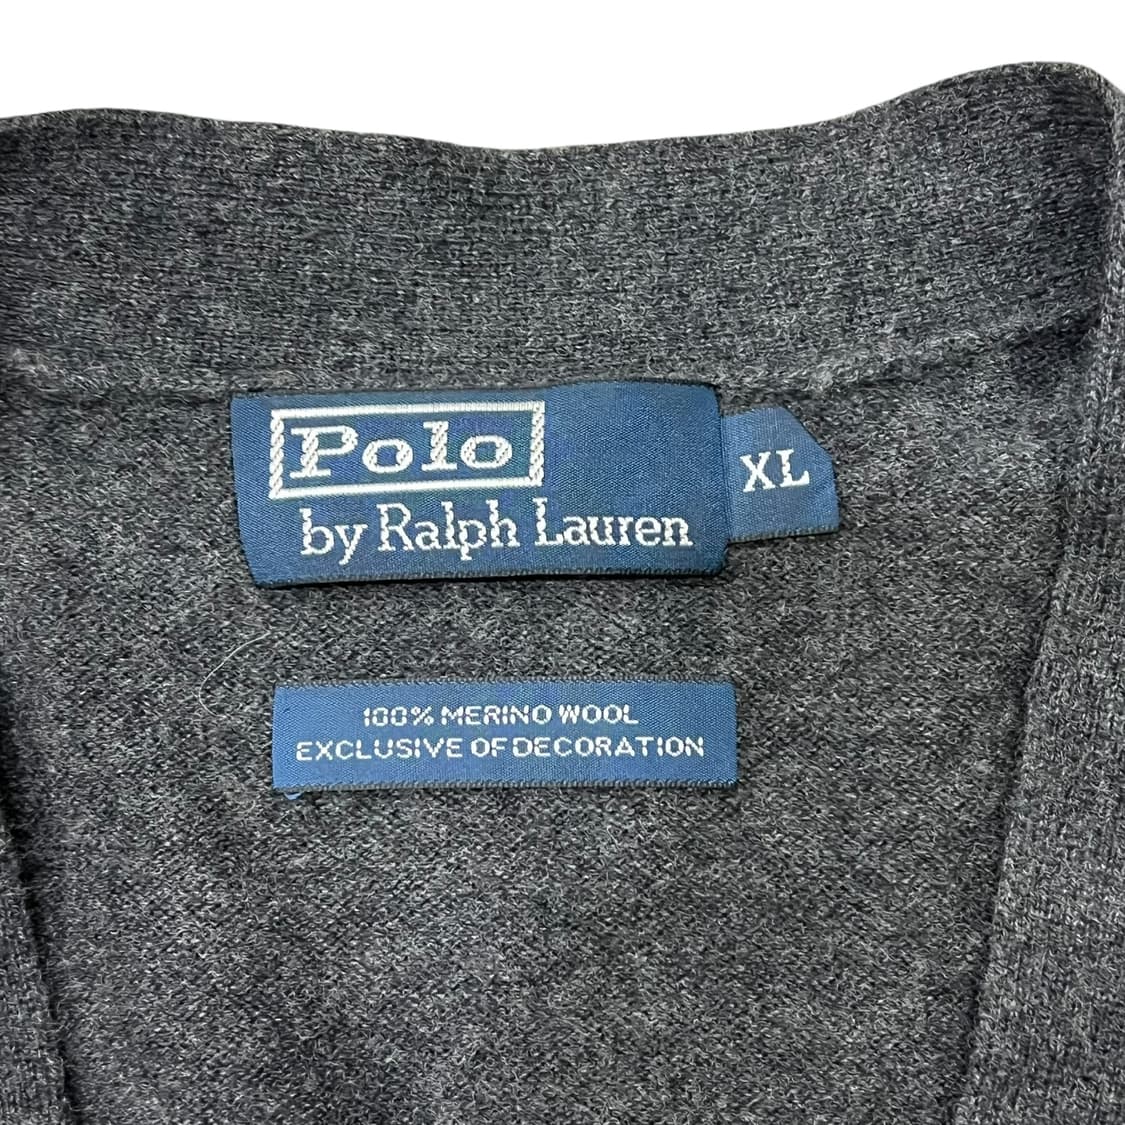 Polo
by Ralph Lauren
XL
100% MERINO WOOL
EXCLUSIVE OF DECORATION